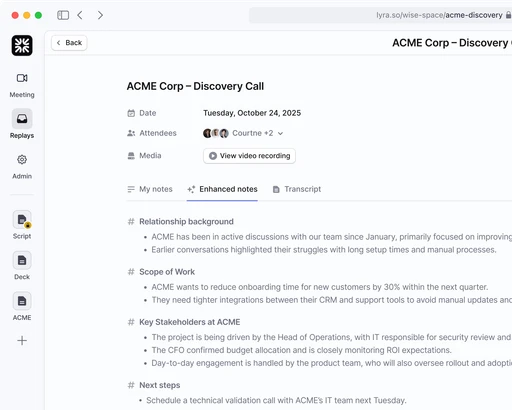 lyra.so/wise-space/acme-discovery
Back
ACME Corp – Discovery
Meeting
Replays
Admin
Script
Deck
ACME
ACME Corp – Discovery Call
Date Tuesday, October 24, 2025
Attendees Courtne +2
Media View video recording
My notes Enhanced notes Transcript
# Relationship background
• ACME has been in active discussions with our team since January, primarily focused on improving
• Earlier conversations highlighted their struggles with long setup times and manual processes.
# Scope of Work
• ACME wants to reduce onboarding time for new customers by 30% within the next quarter.
• They need tighter integrations between their CRM and support tools to avoid manual updates and
# Key Stakeholders at ACME
• The project is being driven by the Head of Operations, with IT responsible for security review and
• The CFO confirmed budget allocation and is closely monitoring ROI expectations.
• Day-to-day engagement is handled by the product team, who will also oversee rollout and
# Next steps
• Schedule a technical validation call with ACME's IT team next Tuesday.